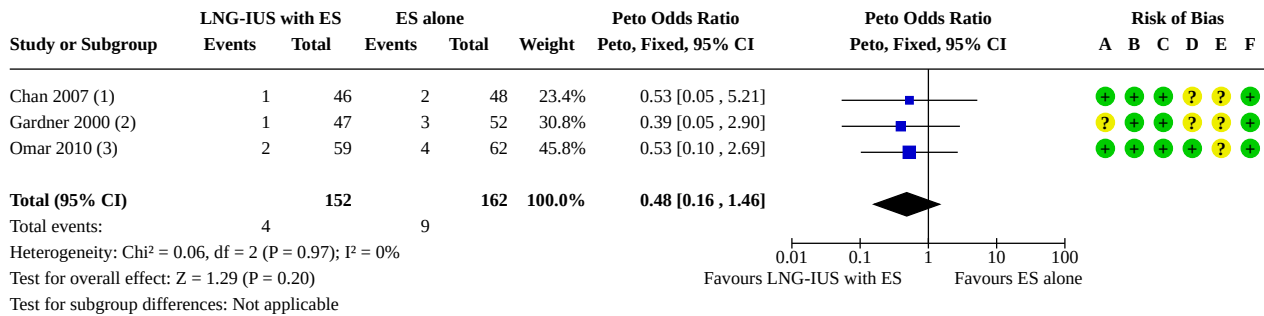 LNG-IUS with ES ES alone Peto Odds Ratio Peto Odds Ratio Risk of Bias
Study or Subgroup Events Total Events Total Weight Peto, Fixed, 95% CI Peto, Fixed, 95% CI A B C D E F
Chan 2007 (1) 1 46 2 48 23.4% 0.53 [0.05 , 5.21] + + + ? ? +
Gardner 2000 (2) 1 47 3 52 30.8% 0.39 [0.05 , 2.90] ? + + ? ? +
Omar 2010 (3) 2 59 4 62 45.8% 0.53 [0.10 , 2.69] + + + + ? +
Total (95% CI) 152 162 100.0% 0.48 [0.16 , 1.46]
Total events: 4 9
Heterogeneity: Chi² = 0.06, df = 2 (P = 0.97); I² = 0% 0.01 0.1 1 10 100
Test for overall effect: Z = 1.29 (P = 0.20) Favours LNG-IUS with ES Favours ES alone
Test for subgroup differences: Not applicable